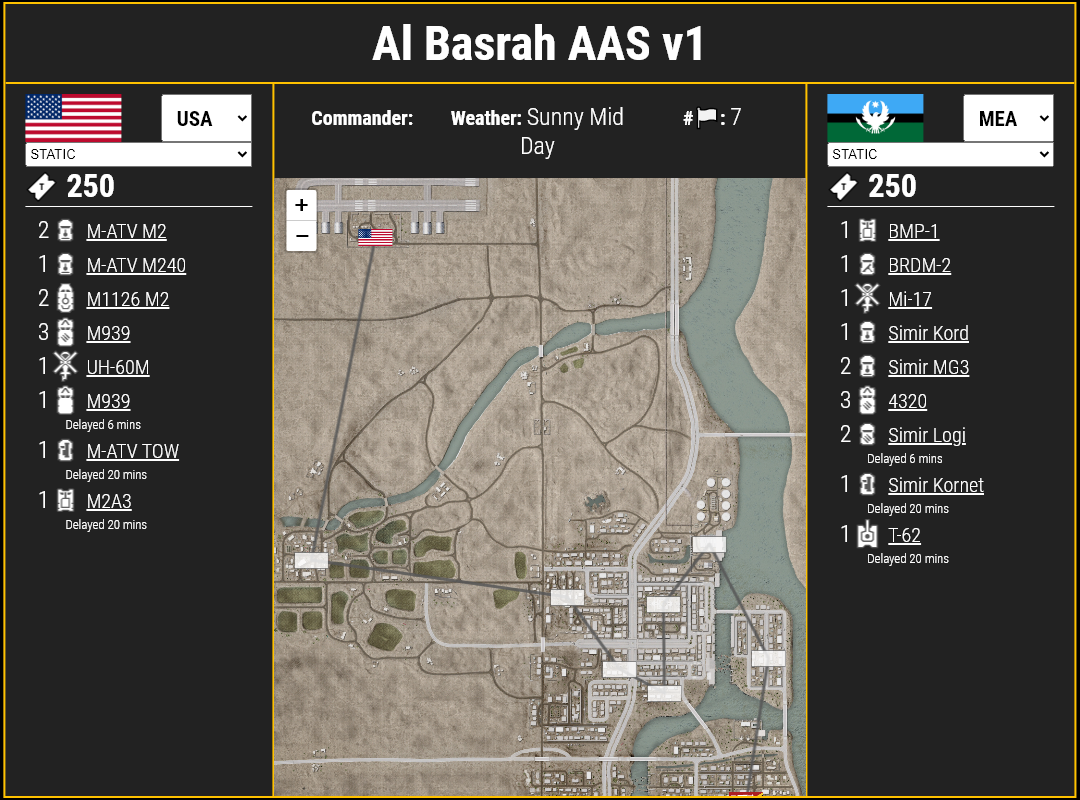 Al Basrah AAS v1
USA
STATIC
T 250
2 M-ATV M2
1 M-ATV M240
2 M1126 M2
3 M939
1 UH-60M
1 M939
Delayed 6 mins
1 M-ATV TOW
Delayed 20 mins
1 M2A3
Delayed 20 mins
Commander:
Weather: Sunny Mid
Day
# : 7
+
−
MEA
STATIC
T 250
1 BMP-1
1 BRDM-2
1 Mi-17
1 Simir Kord
2 Simir MG3
3 4320
2 Simir Logi
Delayed 6 mins
1 Simir Kornet
Delayed 20 mins
1 T-62
Delayed 20 mins